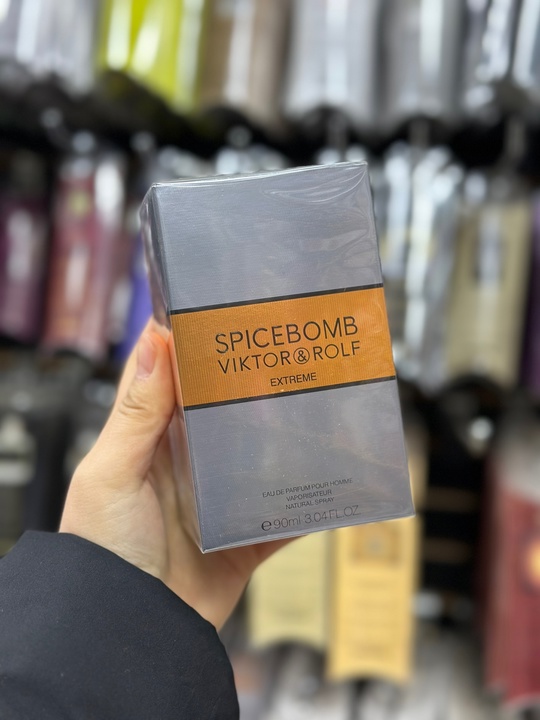 SPICEBOMB
VIKTOR&ROLF
EXTREME
EAU DE PARFUM POUR HOMME
VAPORISATEUR
NATURAL SPRAY
e 90ml 3.04 FL.OZ